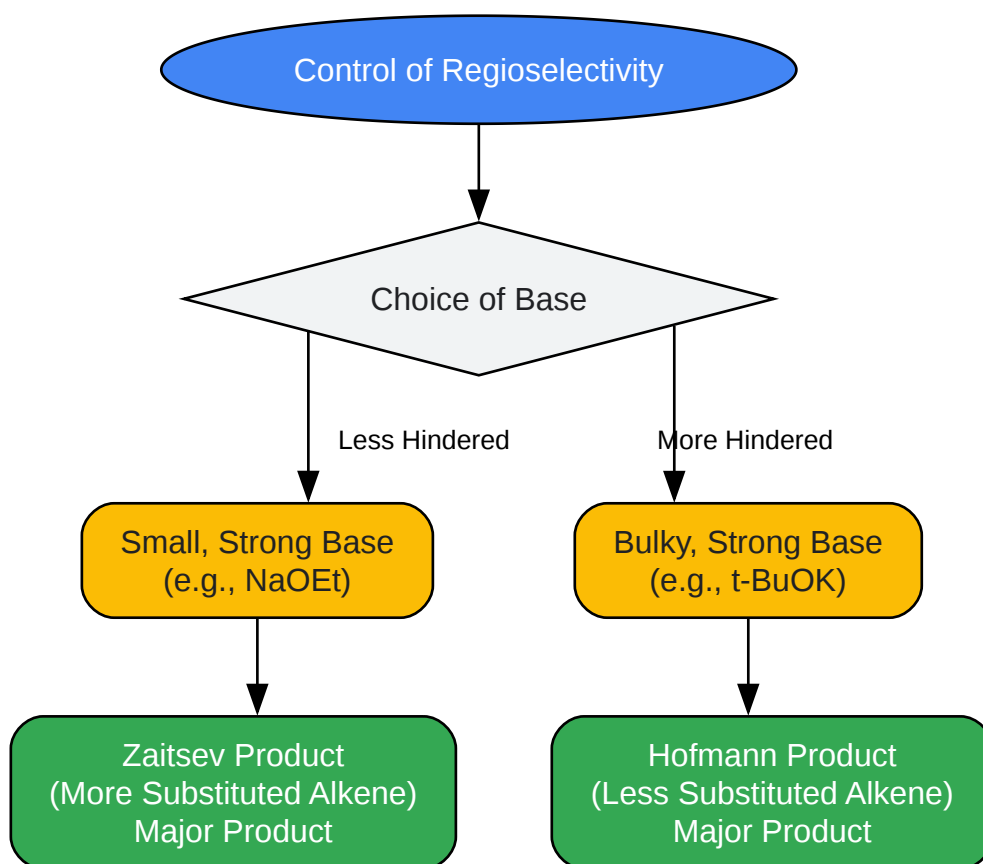 Control of Regioselectivity
Choice of Base
Less Hindered
More Hindered
Small, Strong Base
(e.g., NaOEt)
Bulky, Strong Base
(e.g., t-BuOK)
Zaitsev Product
(More Substituted Alkene)
Major Product
Hofmann Product
(Less Substituted Alkene)
Major Product